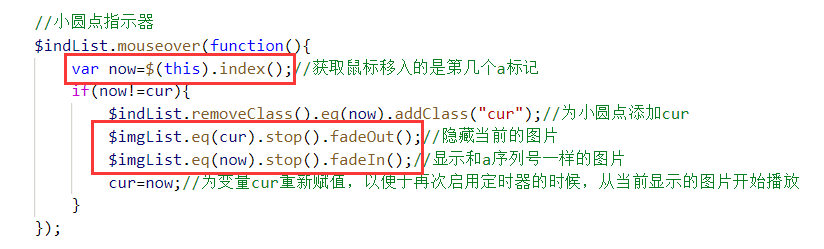 //小圆点指示器
$indList.mouseover(function(){
var now=$(this).index();//获取鼠标移入的是第几个a标记
if(now!=cur){
$indList.removeClass().eq(now).addClass("cur");//为小圆点添加cur
$imgList.eq(cur).stop().fadeOut();//隐藏当前的图片
$imgList.eq(now).stop().fadeIn();//显示和a序列号一样的图片
cur=now;//为变量cur重新赋值，以便于再次启用定时器的时候，从当前显示的图片开始播放
}
});